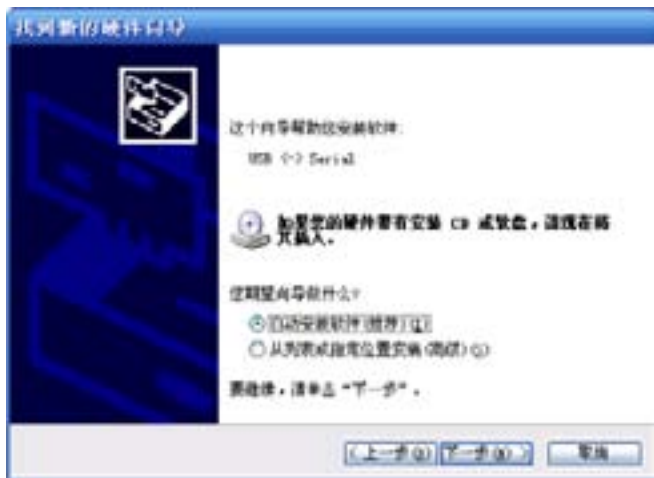 找到新的硬件向导
这个向导帮助您安装软件:
USB <-> Serial
如果您的硬件带有安装 CD 或软盘，请现在将
其插入。
您期望向导做什么?
自动安装软件(推荐)(I)
从列表或指定位置安装(高级)(S)
要继续，请单击“下一步”。
<上一步(B) 下一步(N)> 取消